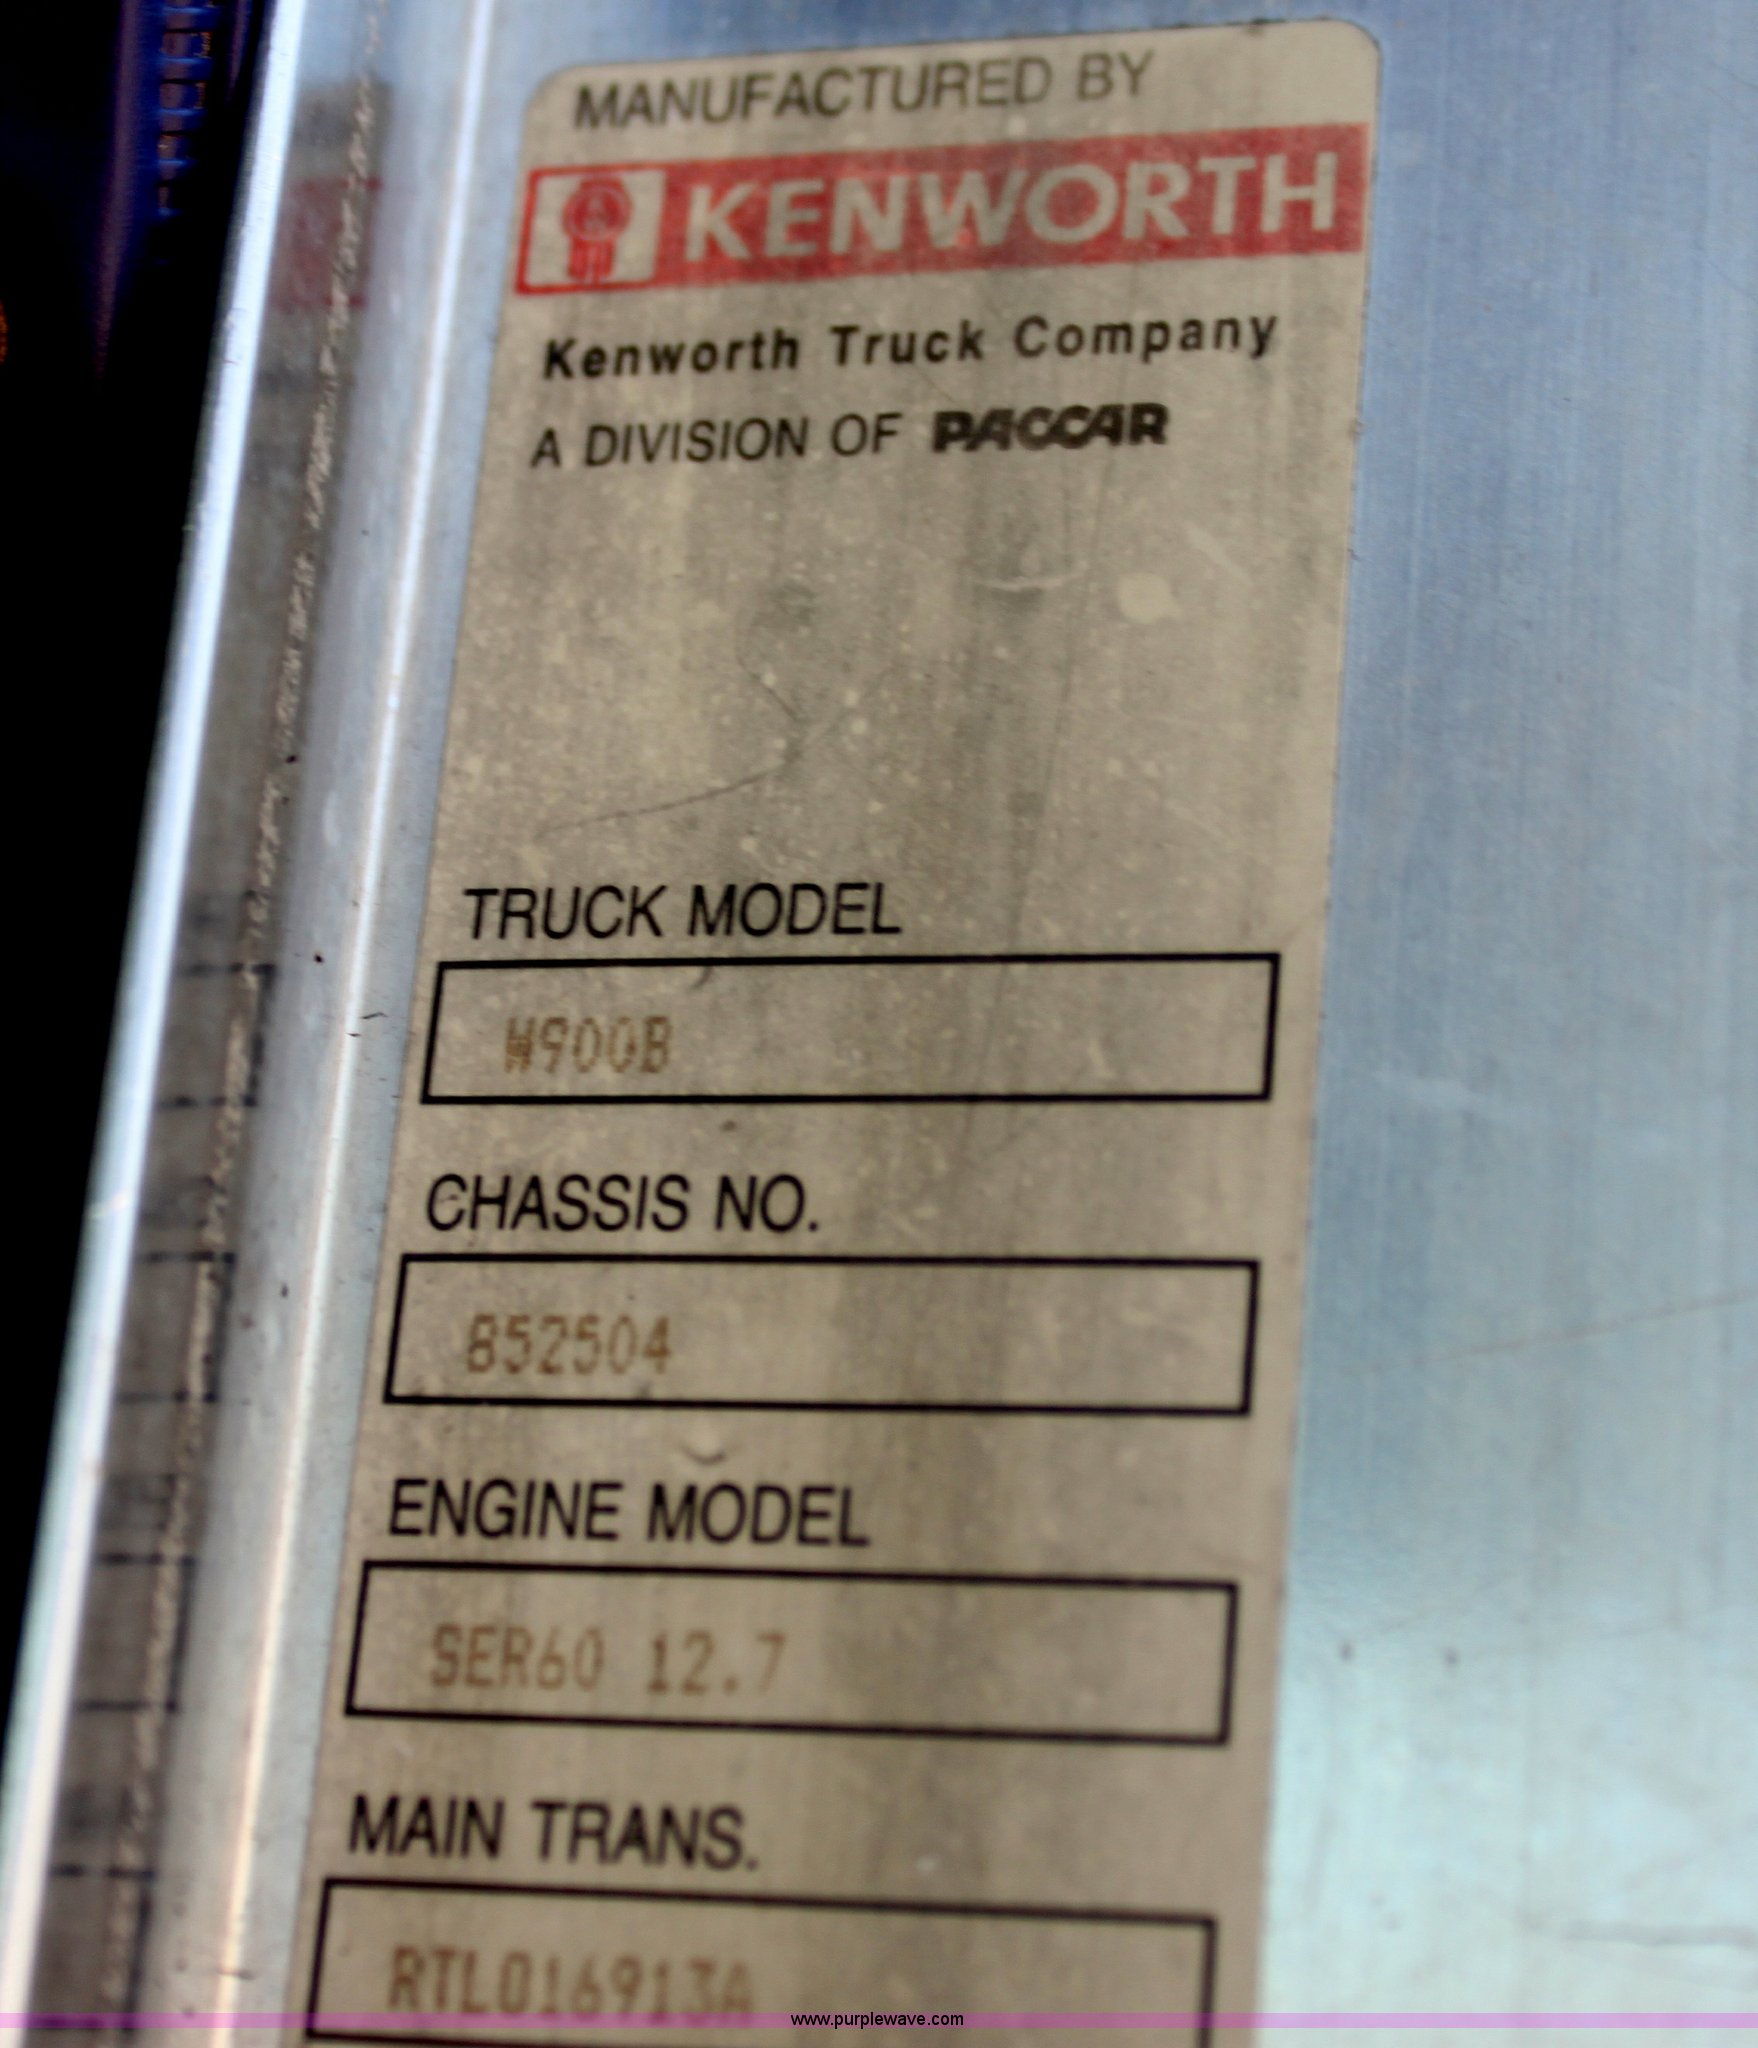 MANUFACTURED BY
KENWORTH
Kenworth Truck Company
A DIVISION OF PACCAR
TRUCK MODEL
W900B
CHASSIS NO.
852504
ENGINE MODEL
SER60 12.7
MAIN TRANS.
RTLO16913A
www.purplewave.com